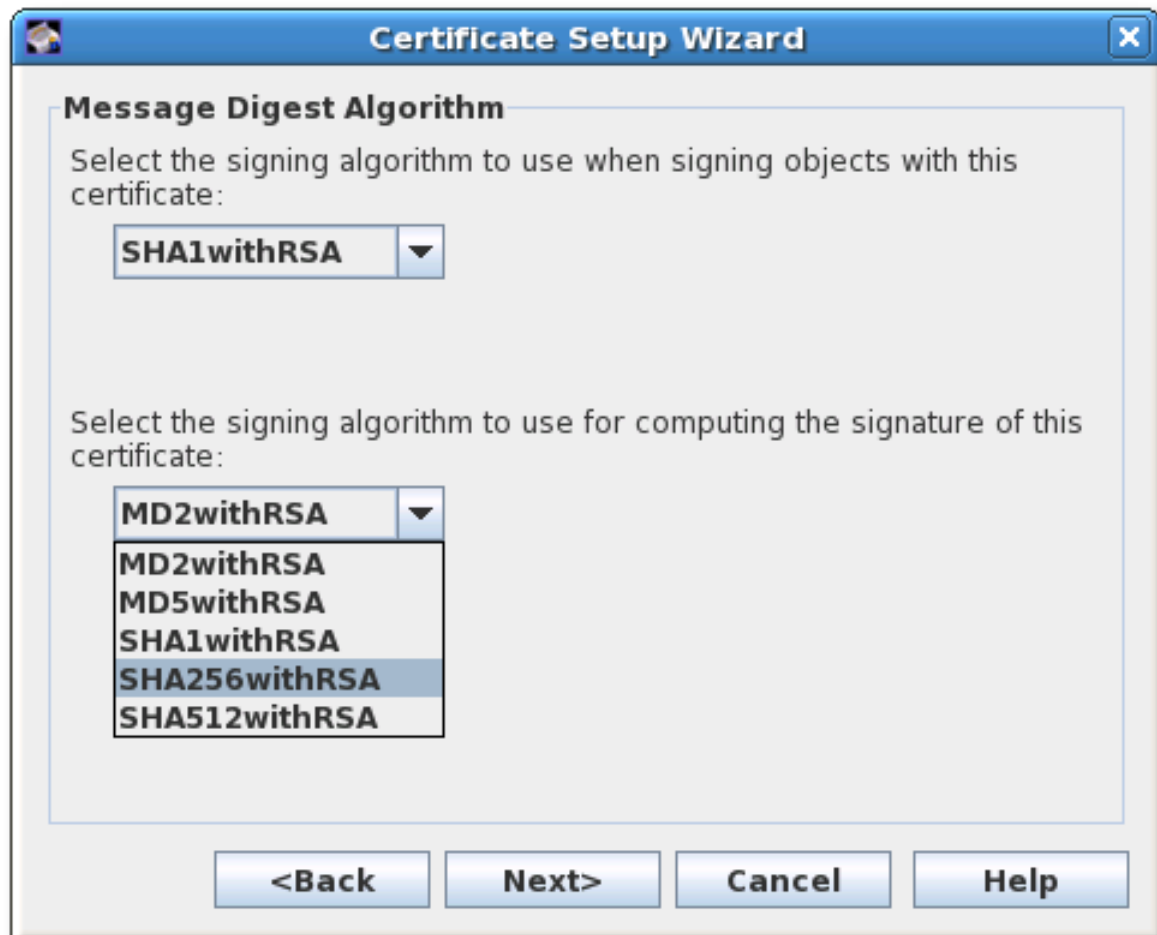 Certificate Setup Wizard
Message Digest Algorithm
Select the signing algorithm to use when signing objects with this
certificate:
SHA1withRSA
Select the signing algorithm to use for computing the signature of this
certificate:
MD2withRSA
MD2withRSA
MD5withRSA
SHA1withRSA
SHA256withRSA
SHA512withRSA
<Back Next> Cancel Help